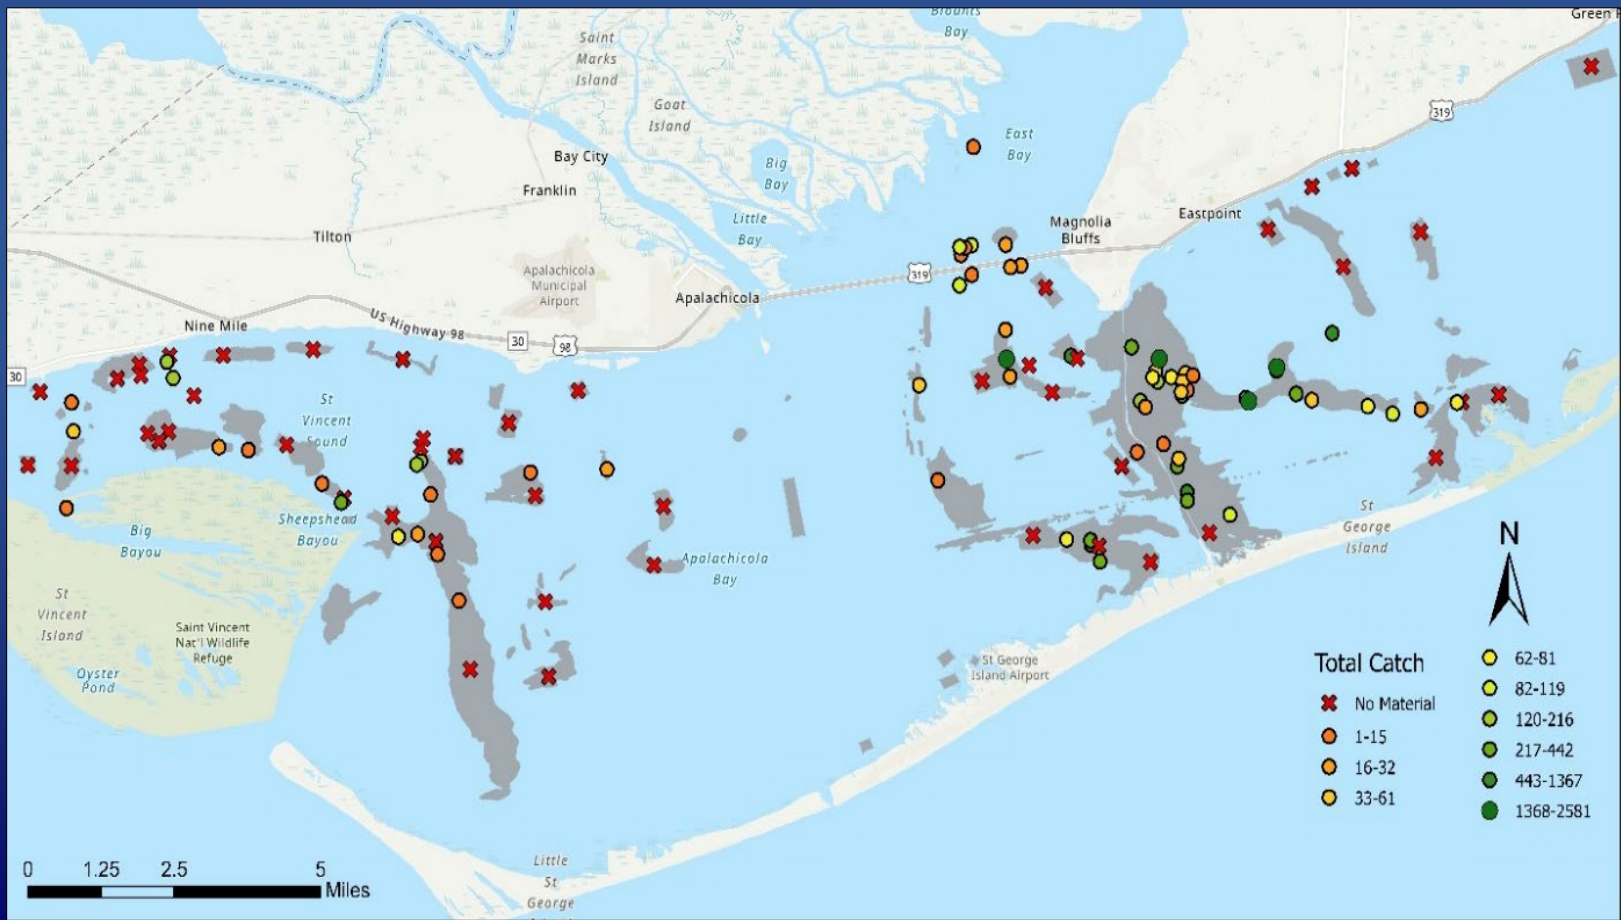 Blounts
Bay
Green
Saint
Marks
Island
Goat
Island
319
East
Bay
Bay City
Big
Bay
Franklin
Little
Bay
Magnolia
Bluffs
Eastpoint
Tilton
Apalachicola
Municipal
Airport
319
Apalachicola
Nine Mile
US Highway 98
30
98
30
St
Vincent
Sound
Big
Bayou
Sheepshead
Bayou
St
George
Island
Apalachicola
Bay
St
Vincent
Island
Saint Vincent
Nat'l Wildlife
Refuge
Oyster
Pond
St George
Island Airport
N
Total Catch
No Material
1-15
16-32
33-61
62-81
82-119
120-216
217-442
443-1367
1368-2581
Little
St
George
0 1.25 2.5 5
Miles